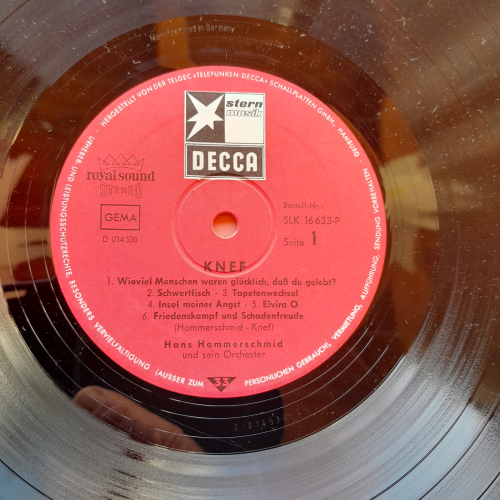 Manufactured in Germany
HERGESTELLT VON DER TELDEC »TELEFUNKEN-DECCA« SCHALLPLATTEN GMBH., HAMBURG
URHEBER- UND LEISTUNGSSCHUTZRECHTE, BESONDERS VERVIELFÄLTIGUNG (AUSSER ZUM PERSÖNLICHEN GEBRAUCH), VERMIETUNG, AUFFÜHRUNG, SENDUNG VORBEHALTEN
stern
musik
DECCA
royal sound
STEREO
GEMA
D 014 530
Bestell-Nr.:
SLK 16 633-P
Seite 1
KNEF
1. Wieviel Menschen waren glücklich, daß du gelebt?
2. Schwertfisch - 3. Tapetenwechsel
4. Insel meiner Angst - 5. Elvira O.
6. Friedenskampf und Schadenfreude
(Hammerschmid - Knef)
Hans Hammerschmid
und sein Orchester
33